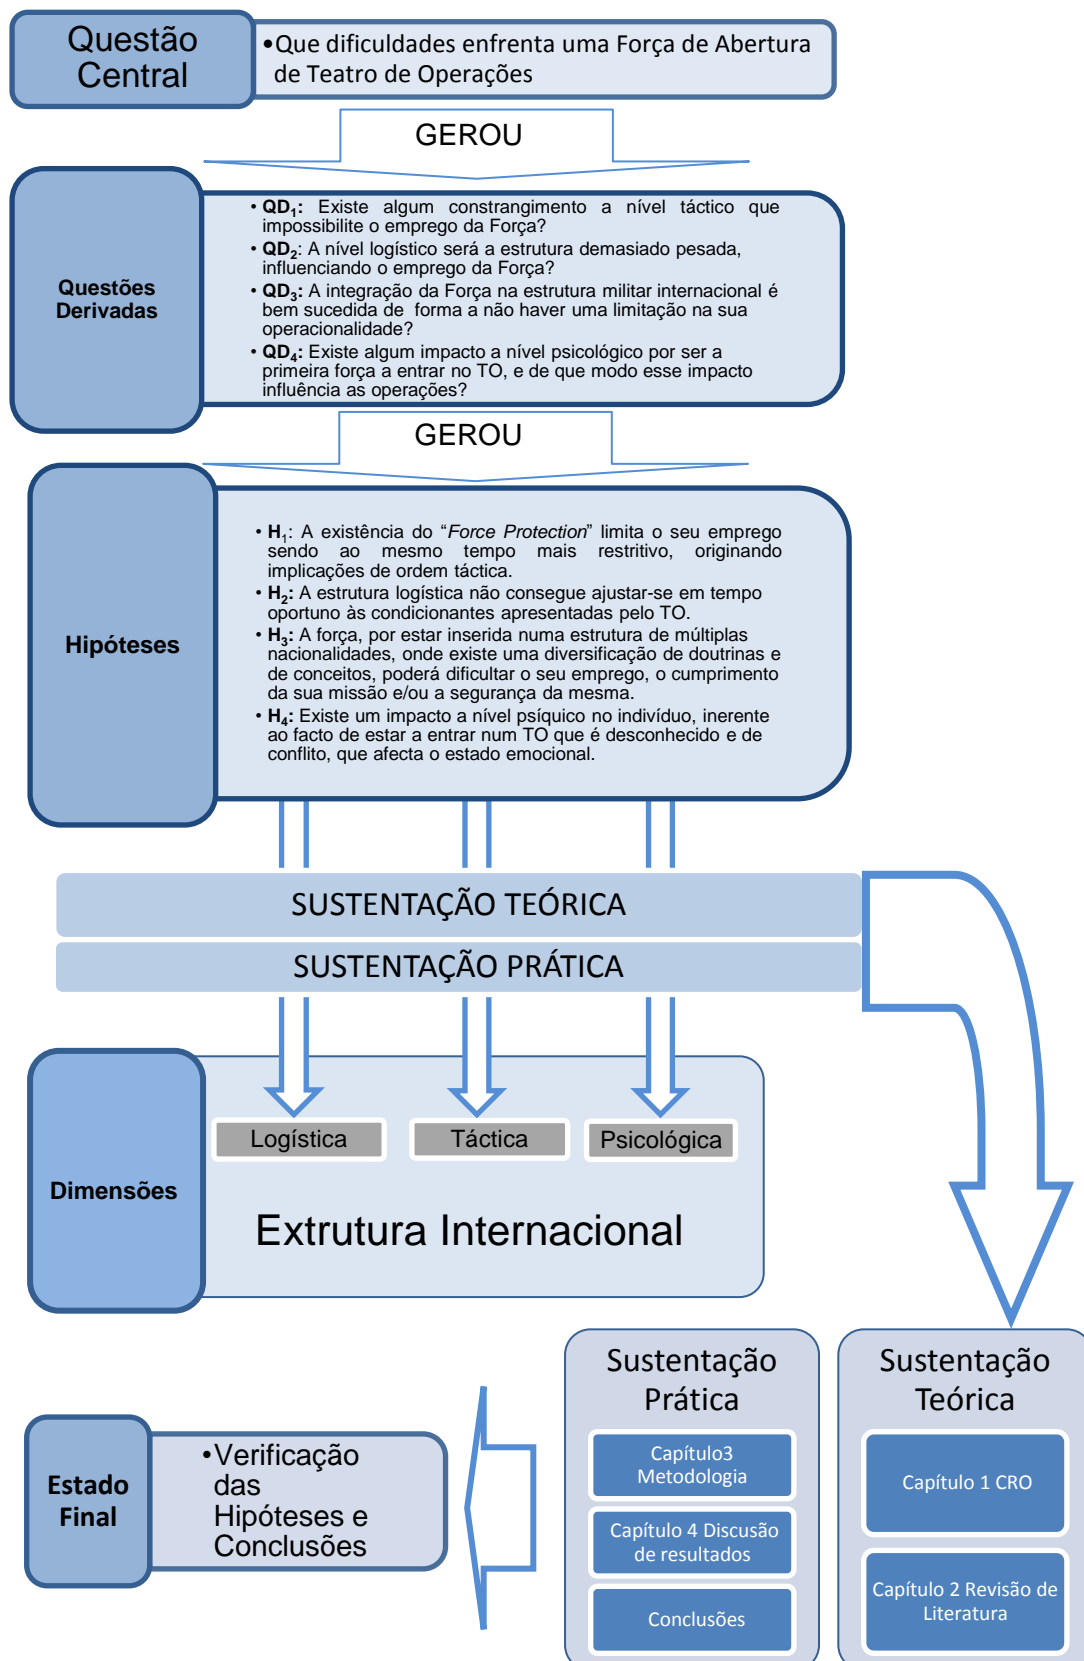 Questão
Central
•Que dificuldades enfrenta uma Força de Abertura
de Teatro de Operações
GEROU
Questões
Derivadas
• QD1: Existe algum constrangimento a nível táctico que
impossibilite o emprego da Força?
• QD2: A nível logístico será a estrutura demasiado pesada,
influenciando o emprego da Força?
• QD3: A integração da Força na estrutura militar internacional é
bem sucedida de forma a não haver uma limitação na sua
operacionalidade?
• QD4: Existe algum impacto a nível psicológico por ser a
primeira força a entrar no TO, e de que modo esse impacto
influência as operações?
GEROU
Hipóteses
• H1: A existência do “Force Protection” limita o seu emprego
sendo ao mesmo tempo mais restritivo, originando
implicações de ordem táctica.
• H2: A estrutura logística não consegue ajustar-se em tempo
oportuno às condicionantes apresentadas pelo TO.
• H3: A força, por estar inserida numa estrutura de múltiplas
nacionalidades, onde existe uma diversificação de doutrinas e
de conceitos, poderá dificultar o seu emprego, o cumprimento
da sua missão e/ou a segurança da mesma.
• H4: Existe um impacto a nível psíquico no indivíduo, inerente
ao facto de estar a entrar num TO que é desconhecido e de
conflito, que afecta o estado emocional.
SUSTENTAÇÃO TEÓRICA
SUSTENTAÇÃO PRÁTICA
Dimensões
Logística
Táctica
Psicológica
Extrutura Internacional
Sustentação
Prática
Capítulo3
Metodologia
Capítulo 4 Discusão
de resultados
Conclusões
Sustentação
Teórica
Capítulo 1 CRO
Capítulo 2 Revisão de
Literatura
Estado
Final
•Verificação
das
Hipóteses e
Conclusões